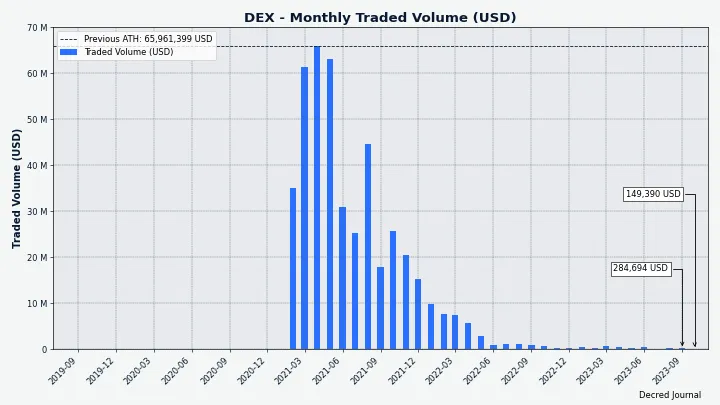 DEX - Monthly Traded Volume (USD)
Previous ATH: 65,961,399 USD
Traded Volume (USD)
Traded Volume (USD)
70 M
60 M
50 M
40 M
30 M
20 M
10 M
0
149,390 USD
284,694 USD
2019-09
2019-12
2020-03
2020-06
2020-09
2020-12
2021-03
2021-06
2021-09
2021-12
2022-03
2022-06
2022-09
2022-12
2023-03
2023-06
2023-09
Decred Journal